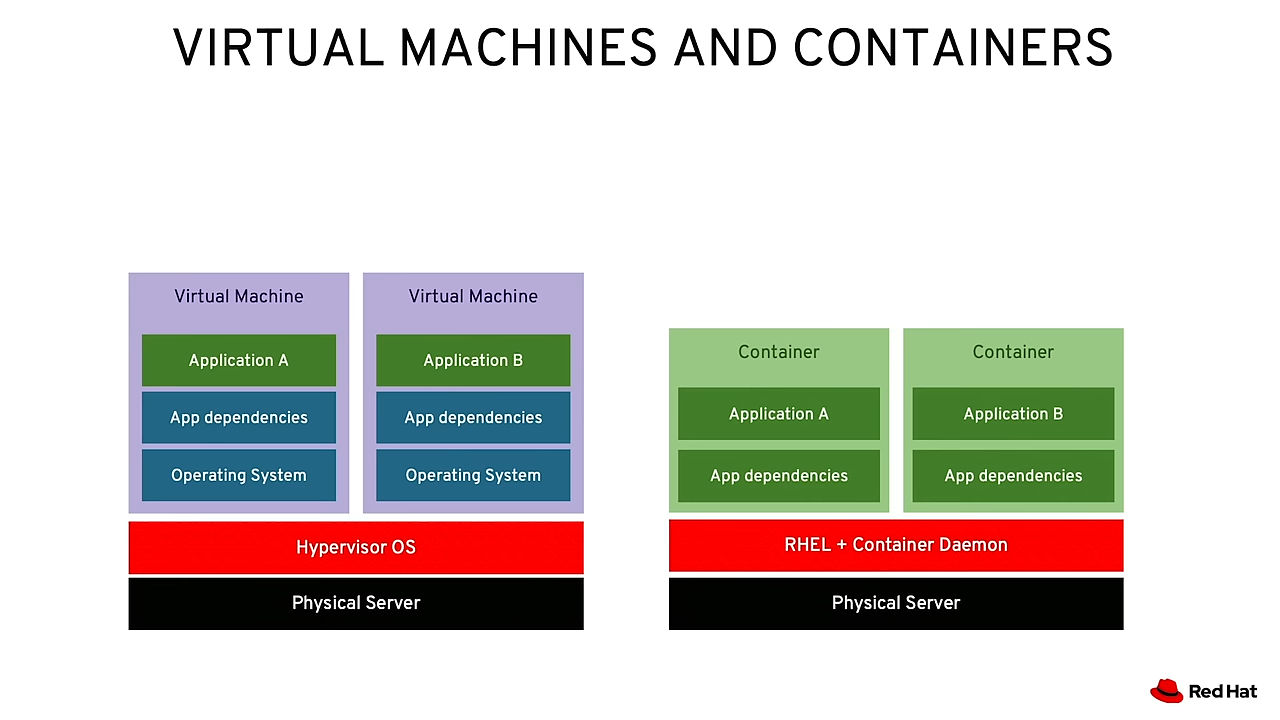 VIRTUAL MACHINES AND CONTAINERS
Virtual Machine
Application A
App dependencies
Operating System
Virtual Machine
Application B
App dependencies
Operating System
Hypervisor OS
Physical Server
Container
Application A
App dependencies
Container
Application B
App dependencies
RHEL + Container Daemon
Physical Server
Red Hat